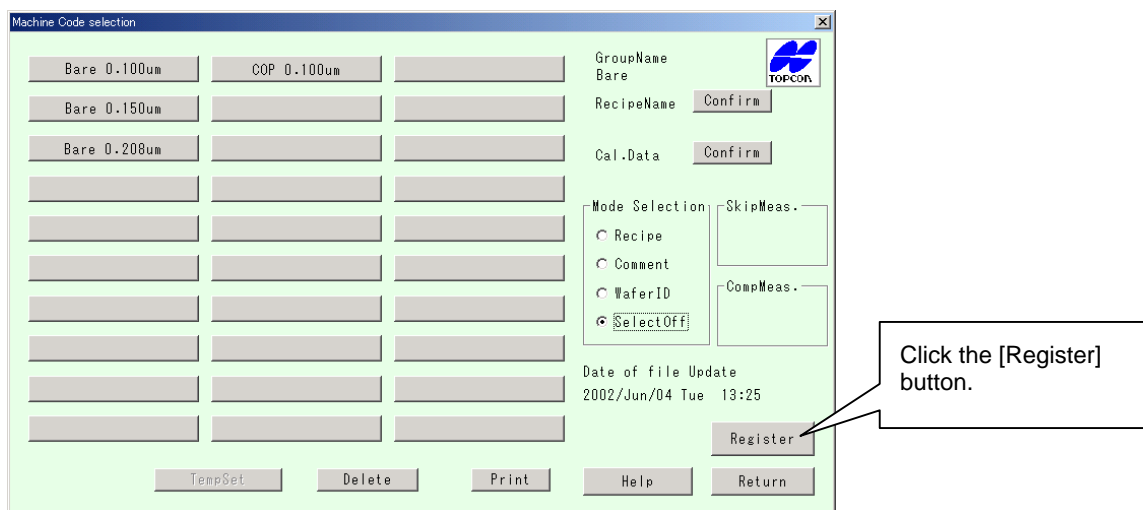 Machine Code selection
Bare 0.100um
COP 0.100um
GroupName
Bare
TOPCON
Bare 0.150um
RecipeName
Confirm
Bare 0.208um
Cal.Data
Confirm
Mode Selection
SkipMeas.
Recipe
Comment
WaferID
CompMeas.
SelectOff
Date of file Update
2002/Jun/04 Tue 13:25
Click the [Register]
button.
Register
TempSet
Delete
Print
Help
Return